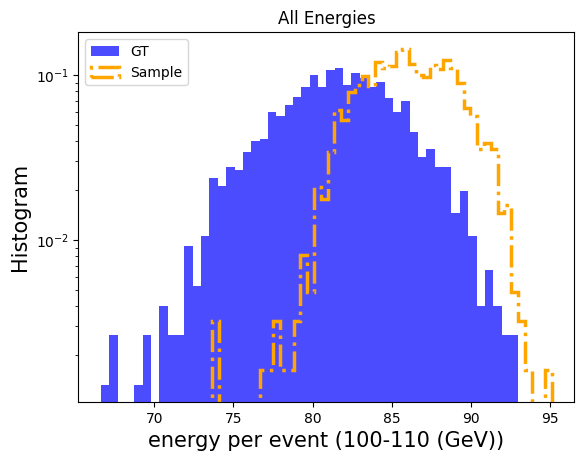 All Energies
GT
Sample
Histogram
10⁻¹
10⁻²
70 75 80 85 90 95
energy per event (100-110 (GeV))